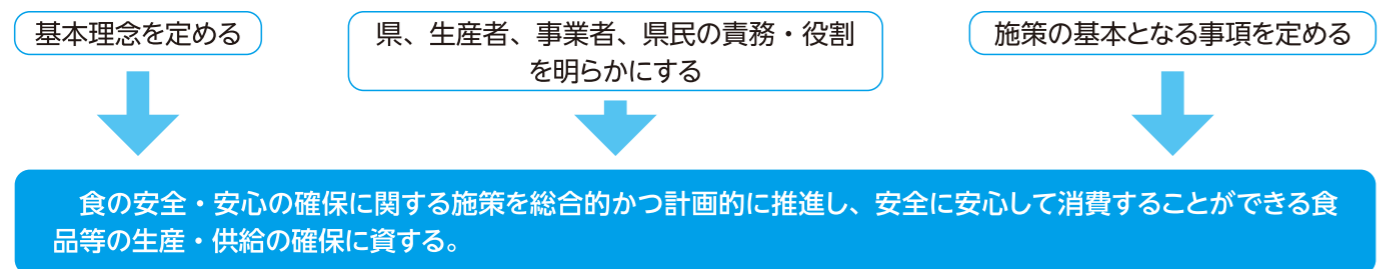 基本理念を定める
県、生産者、事業者、県民の責務・役割
を明らかにする
施策の基本となる事項を定める
食の安全・安心の確保に関する施策を総合的かつ計画的に推進し、安全に安心して消費することができる食
品等の生産・供給の確保に資する。